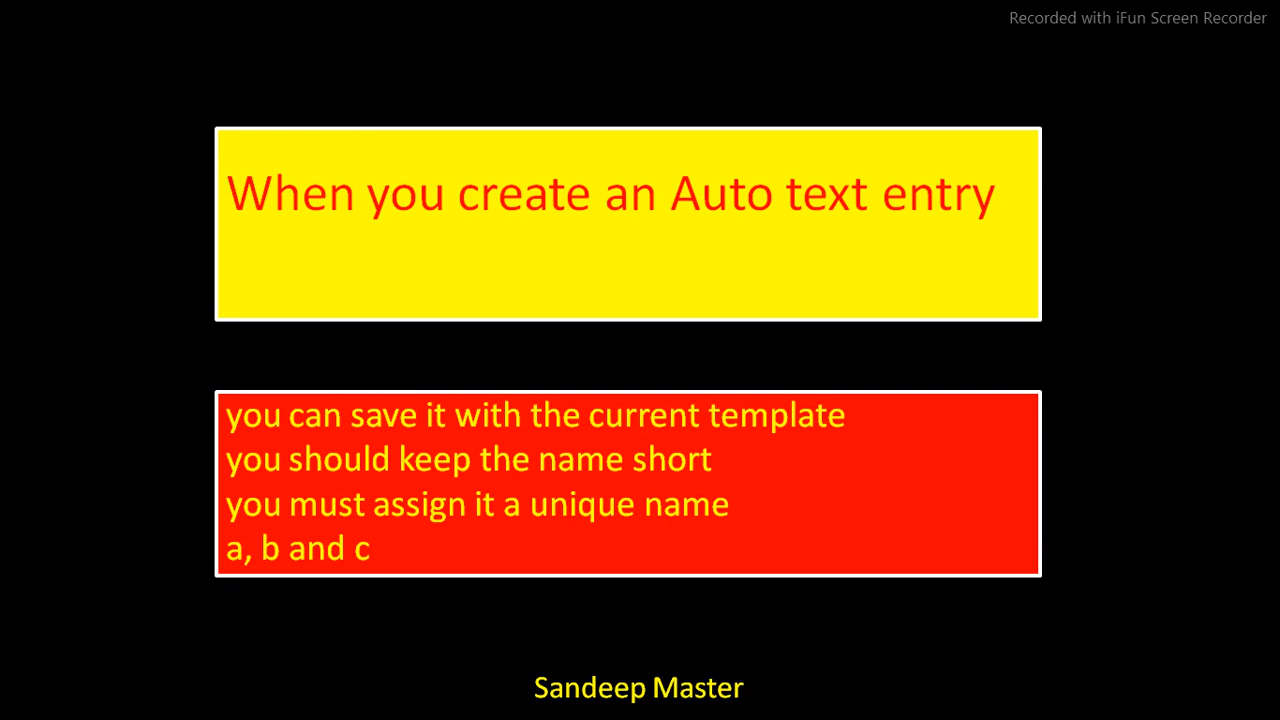 Recorded with iFun Screen Recorder
When you create an Auto text entry
you can save it with the current template
you should keep the name short
you must assign it a unique name
a, b and c
Sandeep Master